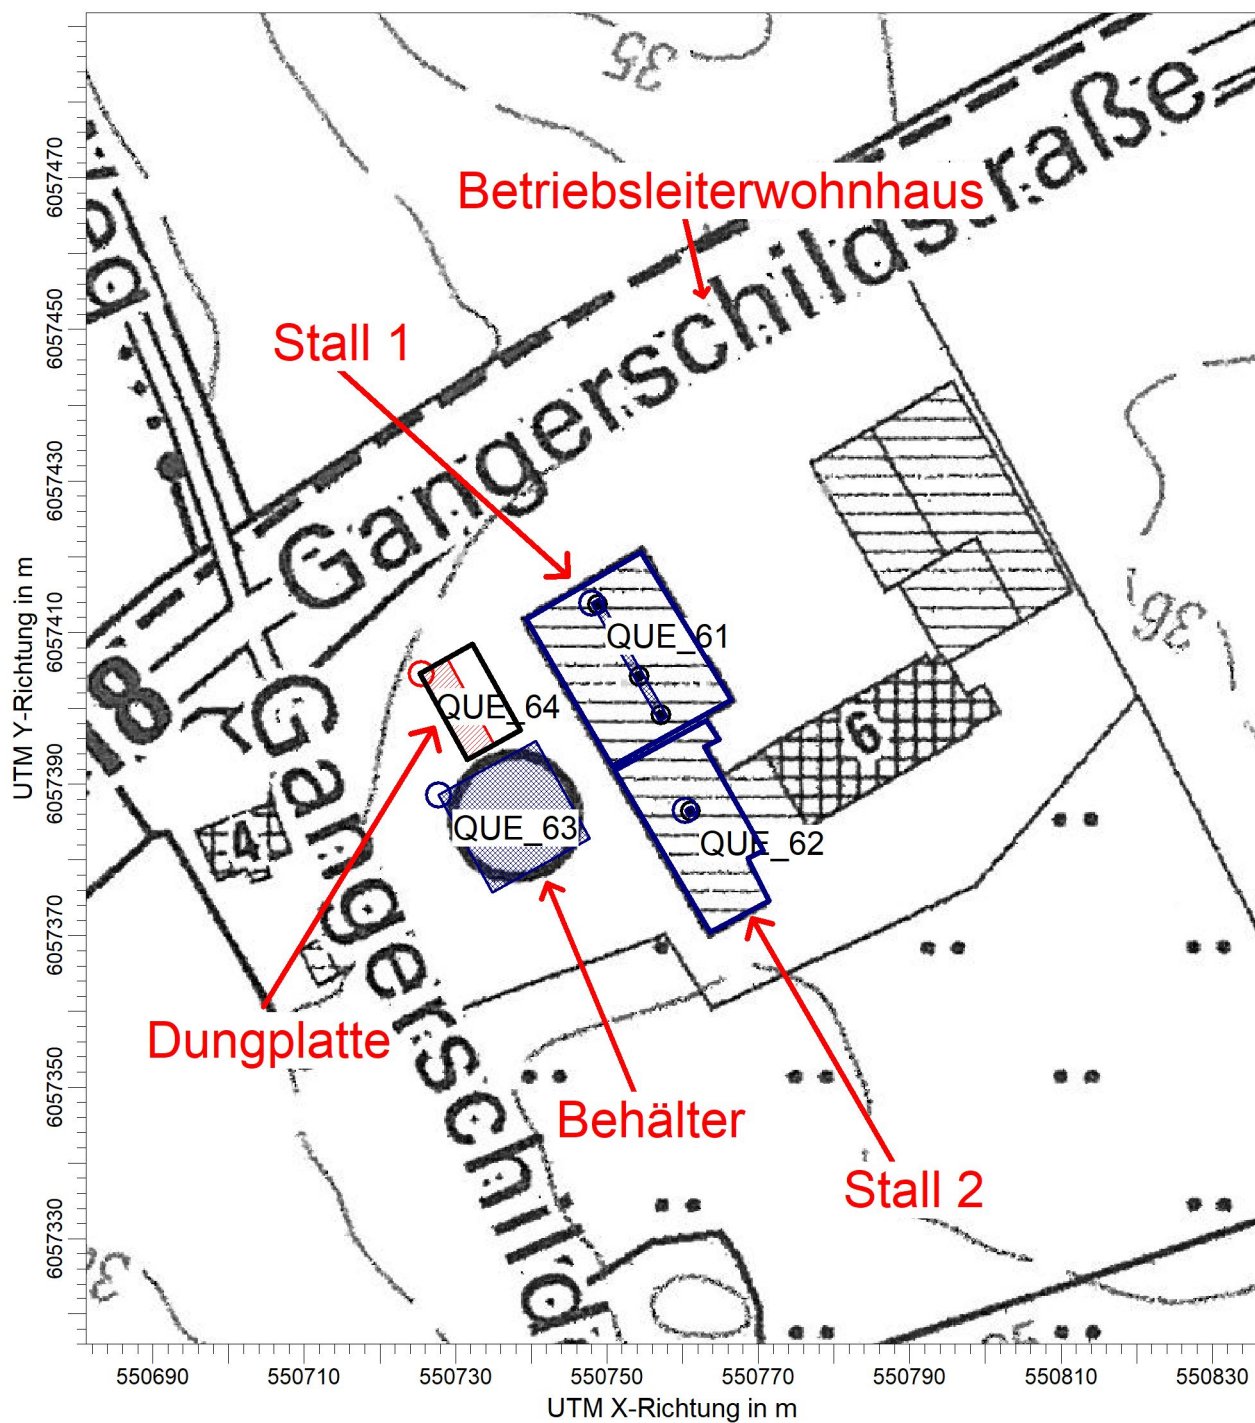 35
Betriebsleiterwohnhaus
Gangerschildstraße
Stall 1
36
QUE_61
QUE_64
18
6
QUE_63
QUE_62
4
Gangerschild
Dungplatte
Behälter
Stall 2
UTM Y-Richtung in m
6057470
6057450
6057430
6057410
6057390
6057370
6057350
6057330
550690 550710 550730 550750 550770 550790 550810 550830
UTM X-Richtung in m